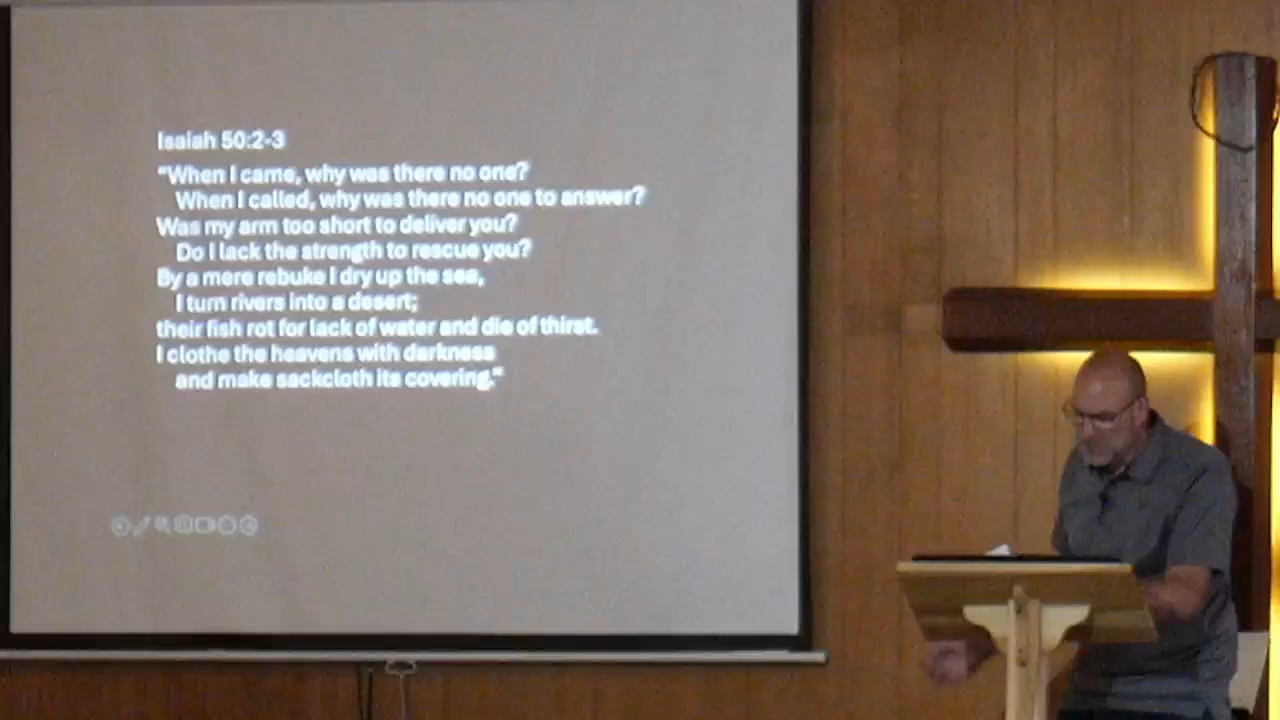 Isaiah 50:2-3
"When I came, why was there no one?
When I called, why was there no one to answer?
Was my arm too short to deliver you?
Do I lack the strength to rescue you?
By a mere rebuke I dry up the sea,
I turn rivers into a desert;
their fish rot for lack of water and die of thirst.
I clothe the heavens with darkness
and make sackcloth its covering."